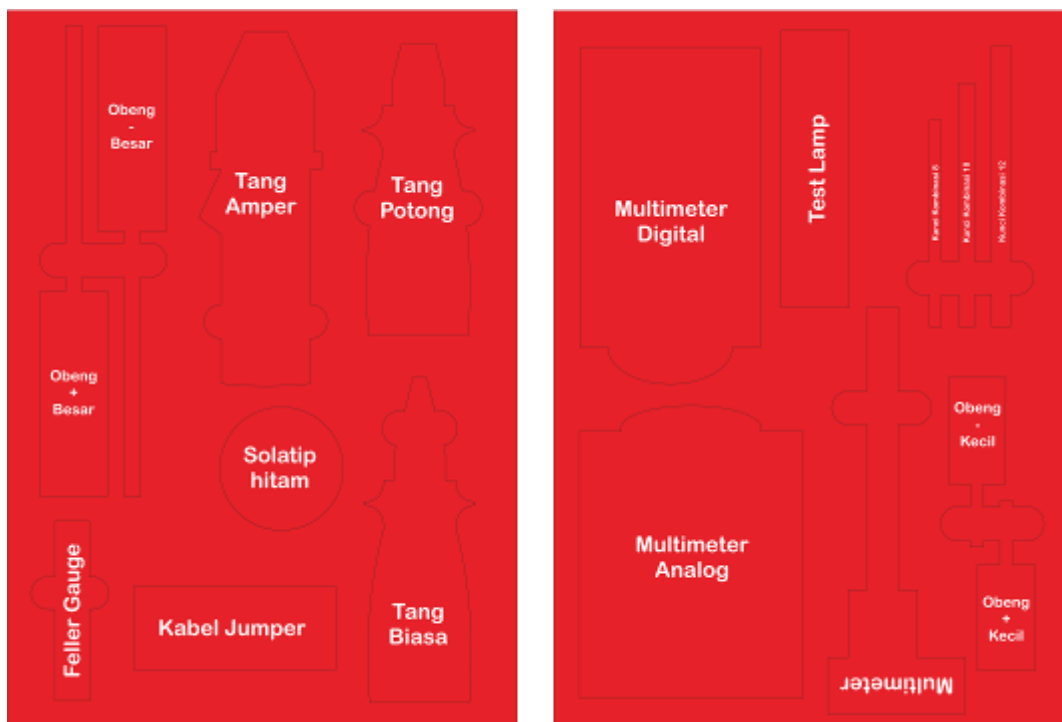 Obeng
-
Besar
Tang
Amper
Tang
Potong
Obeng
+
Besar
Solatip
hitam
Feller Gauge
Kabel Jumper
Tang
Biasa
Multimeter
Digital
Test Lamp
Kunci Kombinasi 8
Kunci Kombinasi 10
Kunci Kombinasi 12
Obeng
-
Kecil
Multimeter
Analog
Obeng
+
Kecil
Multimeter